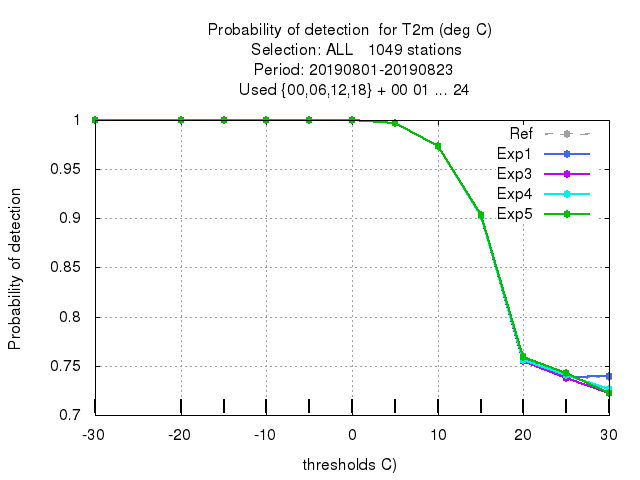 Probability of detection  for T2m (deg C)
Selection: ALL   1049 stations
Period: 20190801-20190823
Used {00,06,12,18} + 00 01 ... 24
Probability of detection
1
0.95
0.9
0.85
0.8
0.75
0.7
Ref
Exp1
Exp3
Exp4
Exp5
-30 -20 -10 0 10 20 30
thresholds C)